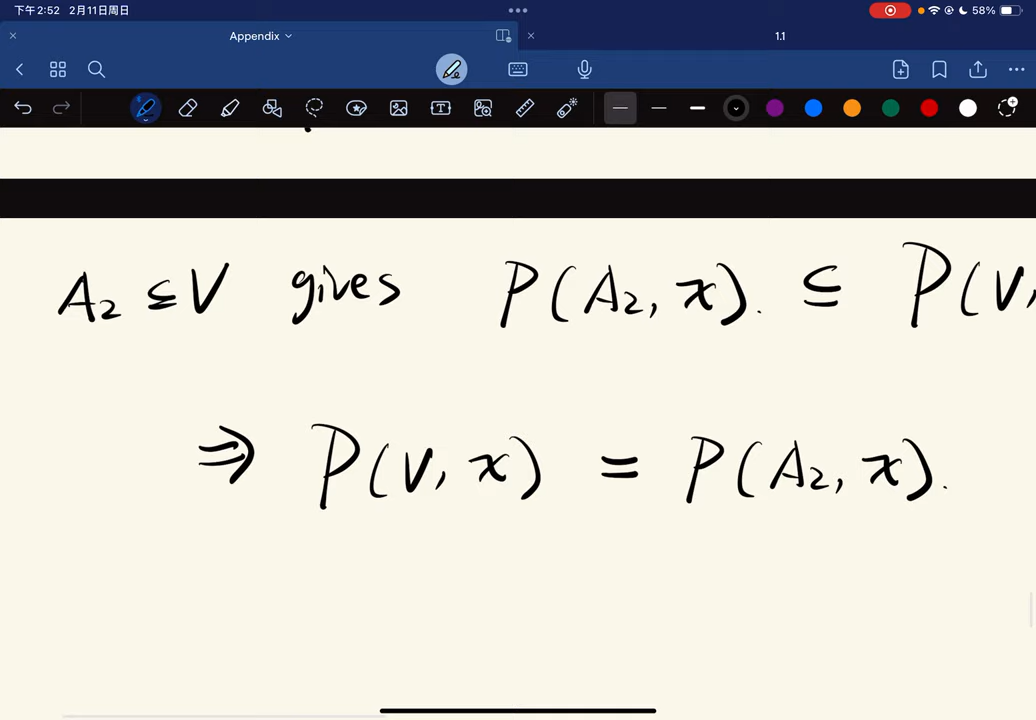 下午2:52 2月11日周日 58%
Appendix 1.1
A₂ ⊆ V gives P(A₂, x). ⊆ P(V,
⇒ P(V, x) = P(A₂, x).